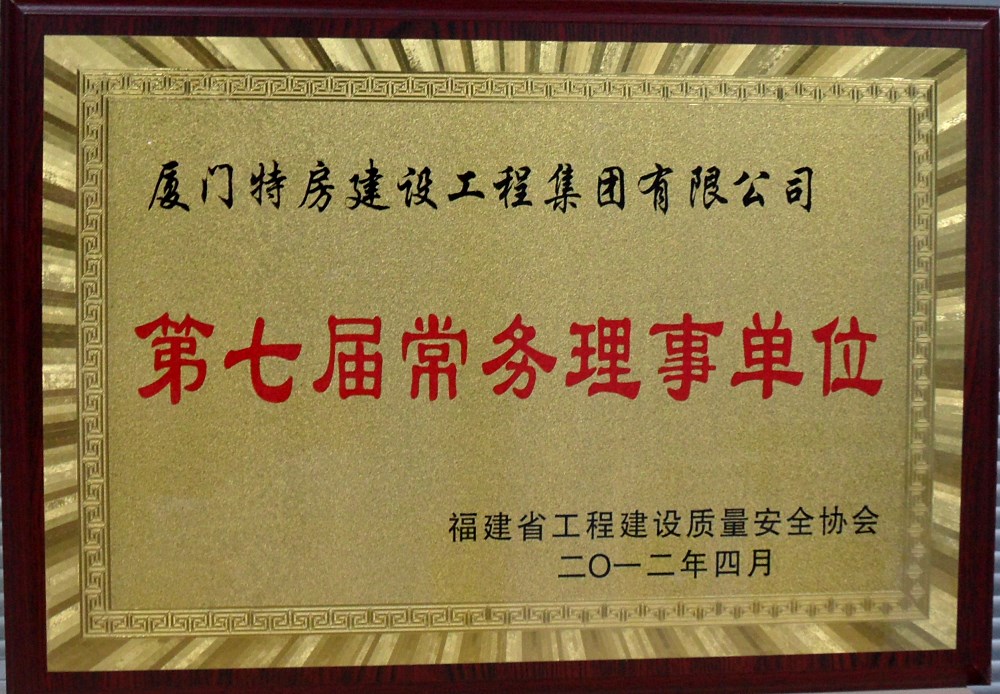 厦门特房建设工程集团有限公司
第七届常务理事单位
福建省工程建设质量安全协会
二〇一二年四月